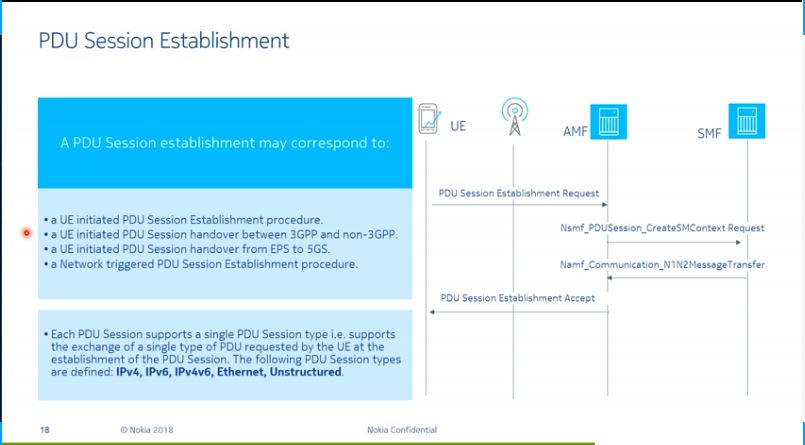 PDU Session Establishment
A PDU Session establishment may correspond to:
• a UE initiated PDU Session Establishment procedure.
• a UE initiated PDU Session handover between 3GPP and non-3GPP.
• a UE initiated PDU Session handover from EPS to 5GS.
• a Network triggered PDU Session Establishment procedure.
• Each PDU Session supports a single PDU Session type i.e. supports
the exchange of a single type of PDU requested by the UE at the
establishment of the PDU Session. The following PDU Session types
are defined: IPv4, IPv6, IPv4v6, Ethernet, Unstructured.
UE
AMF
SMF
PDU Session Establishment Request
Nsmf_PDUSession_CreateSMContext Request
Namf_Communication_N1N2MessageTransfer
PDU Session Establishment Accept
18
© Nokia 2018
Nokia Confidential